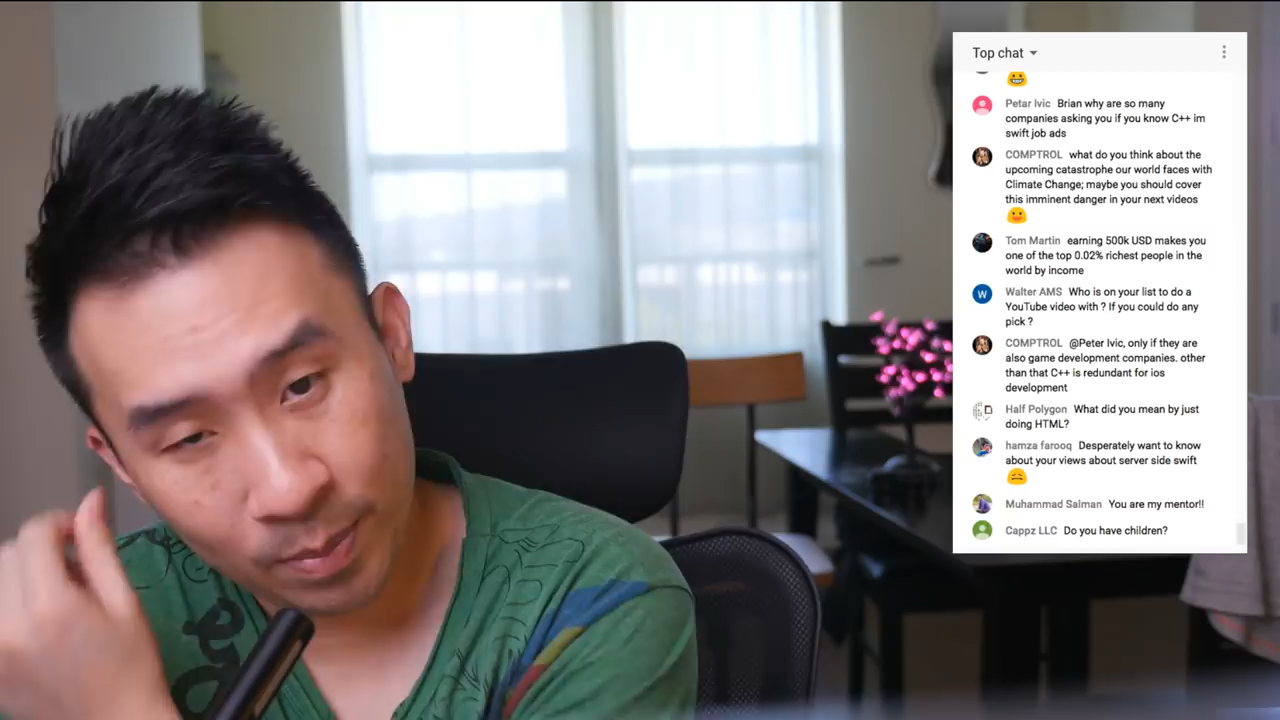 Top chat
Petar Ivic Brian why are so many
companies asking you if you know C++ im
swift job ads
COMPTROL what do you think about the
upcoming catastrophe our world faces with
Climate Change; maybe you should cover
this imminent danger in your next videos
Tom Martin earning 500k USD makes you
one of the top 0.02% richest people in the
world by income
Walter AMS Who is on your list to do a
YouTube video with ? If you could do any
pick ?
COMPTROL @Peter Ivic, only if they are
also game development companies. other
than that C++ is redundant for ios
development
Half Polygon What did you mean by just
doing HTML?
hamza farooq Desperately want to know
about your views about server side swift
Muhammad Salman You are my mentor!!
Cappz LLC Do you have children?
W